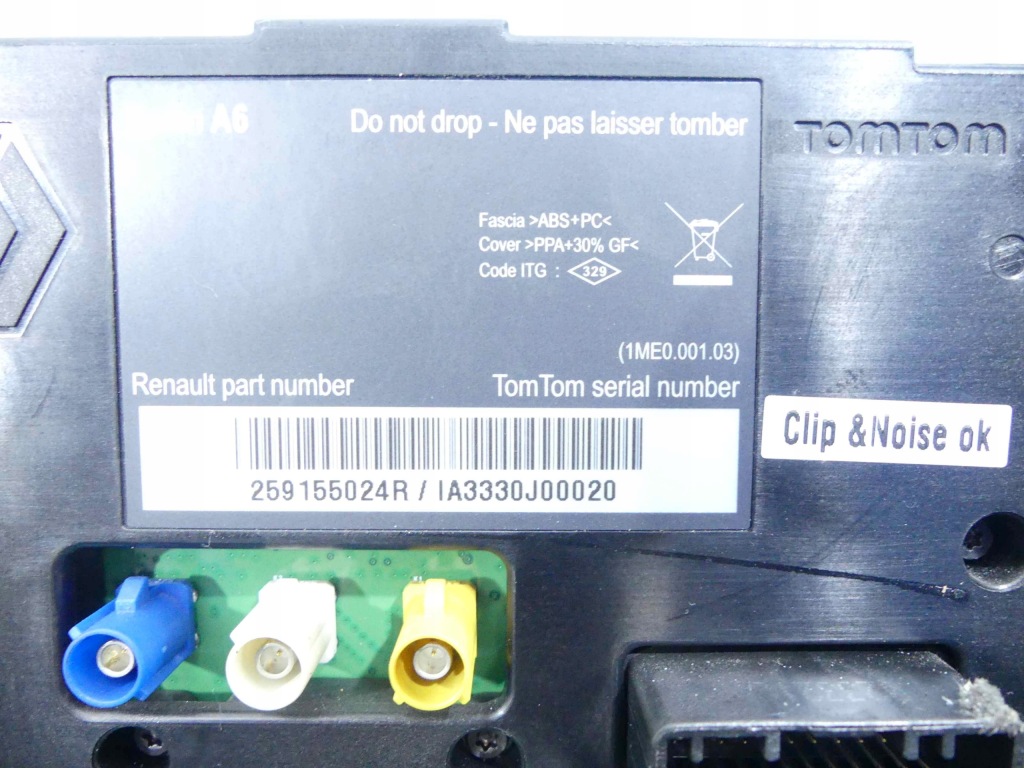 A6
Do not drop - Ne pas laisser tomber
TOMTOM
Fascia >ABS+PC<
Cover >PPA+30% GF<
Code ITG : 329
(1ME0.001.03)
Renault part number
TomTom serial number
Clip &Noise ok
259155024R / IA3330J00020